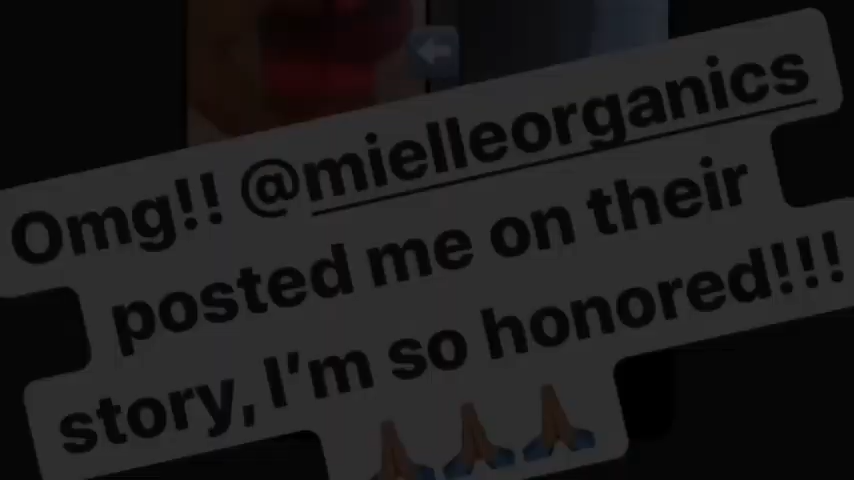 Omg!! @mielleorganics
posted me on their
story, I'm so honored!!!
🙏🏽🙏🏽🙏🏽